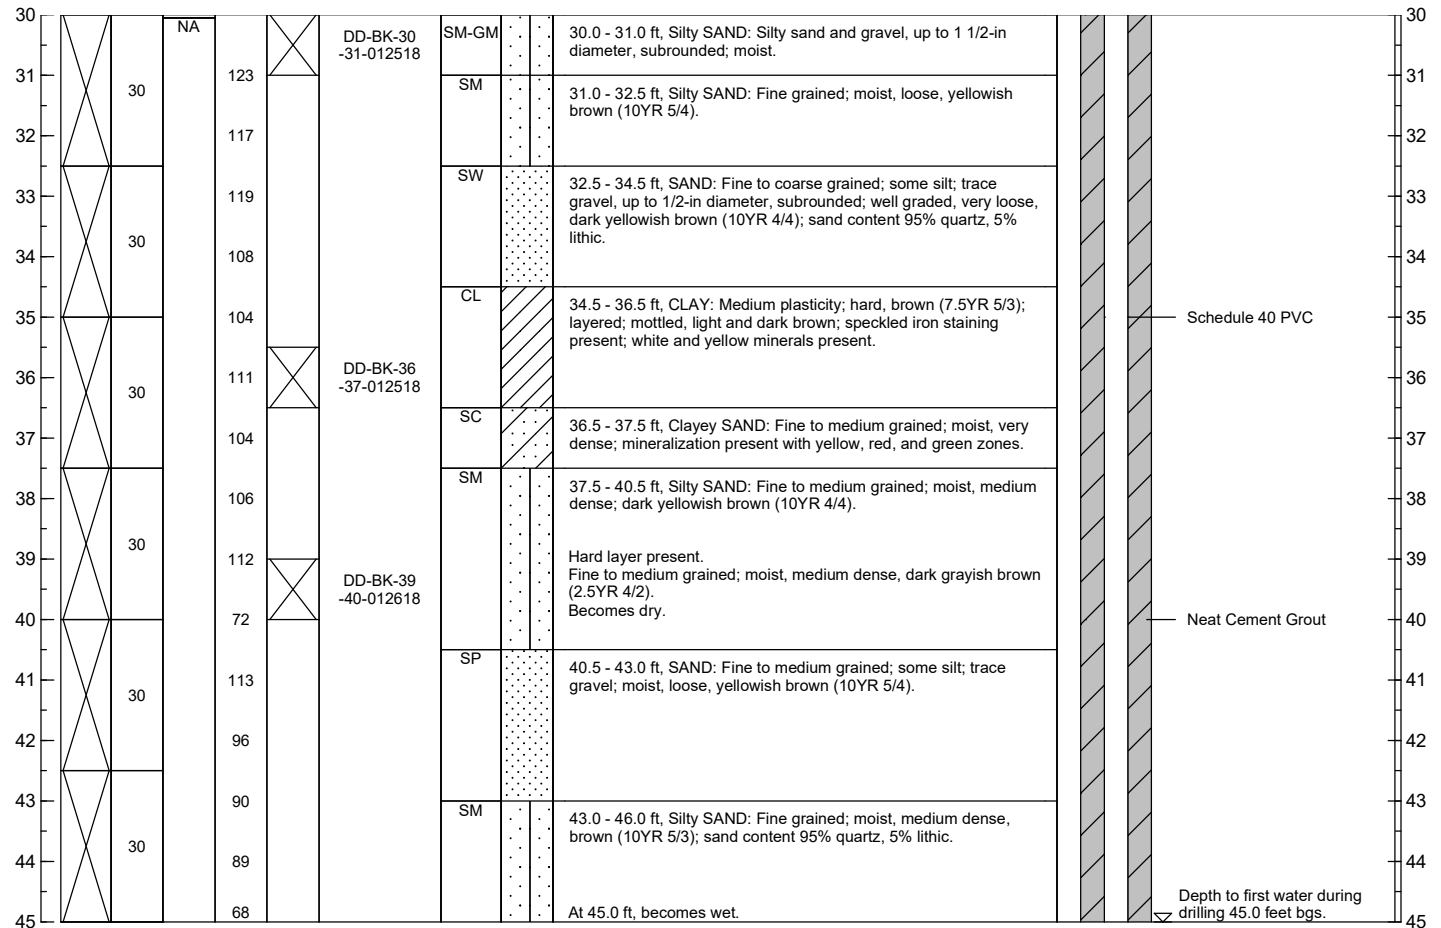 30
NA
DD-BK-30
-31-012518
SM-GM
30.0 - 31.0 ft, Silty SAND: Silty sand and gravel, up to 1 1/2-in
diameter, subrounded; moist.
30
31
30
123
SM
31.0 - 32.5 ft, Silty SAND: Fine grained; moist, loose, yellowish
brown (10YR 5/4).
31
32
117
32
SW
32.5 - 34.5 ft, SAND: Fine to coarse grained; some silt; trace
gravel, up to 1/2-in diameter, subrounded; well graded, very loose,
dark yellowish brown (10YR 4/4); sand content 95% quartz, 5%
lithic.
33
119
33
30
34
108
34
CL
34.5 - 36.5 ft, CLAY: Medium plasticity; hard, brown (7.5YR 5/3);
layered; mottled, light and dark brown; speckled iron staining
present; white and yellow minerals present.
35
104
Schedule 40 PVC
35
30
36
111
DD-BK-36
-37-012518
36
SC
36.5 - 37.5 ft, Clayey SAND: Fine to medium grained; moist, very
dense; mineralization present with yellow, red, and green zones.
37
104
37
SM
37.5 - 40.5 ft, Silty SAND: Fine to medium grained; moist, medium
dense; dark yellowish brown (10YR 4/4).
38
106
38
30
39
112
Hard layer present.
Fine to medium grained; moist, medium dense, dark grayish brown
(2.5YR 4/2).
Becomes dry.
39
DD-BK-39
-40-012618
40
72
Neat Cement Grout
40
SP
40.5 - 43.0 ft, SAND: Fine to medium grained; some silt; trace
gravel; moist, loose, yellowish brown (10YR 5/4).
41
30
113
41
42
96
42
43
90
SM
43.0 - 46.0 ft, Silty SAND: Fine grained; moist, medium dense,
brown (10YR 5/3); sand content 95% quartz, 5% lithic.
43
30
44
89
44
45
68
At 45.0 ft, becomes wet.
Depth to first water during
drilling 45.0 feet bgs.
45